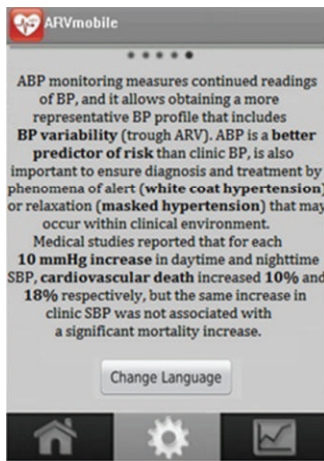 ARVmobile
ABP monitoring measures continued readings
of BP, and it allows obtaining a more
representative BP profile that includes
BP variability (trough ARV). ABP is a better
predictor of risk than clinic BP, is also
important to ensure diagnosis and treatment by
phenomena of alert (white coat hypertension)
or relaxation (masked hypertension) that may
occur within clinical environment.
Medical studies reported that for each
10 mmHg increase in daytime and nighttime
SBP, cardiovascular death increased 10% and
18% respectively, but the same increase in
clinic SBP was not associated with
a significant mortality increase.
Change Language